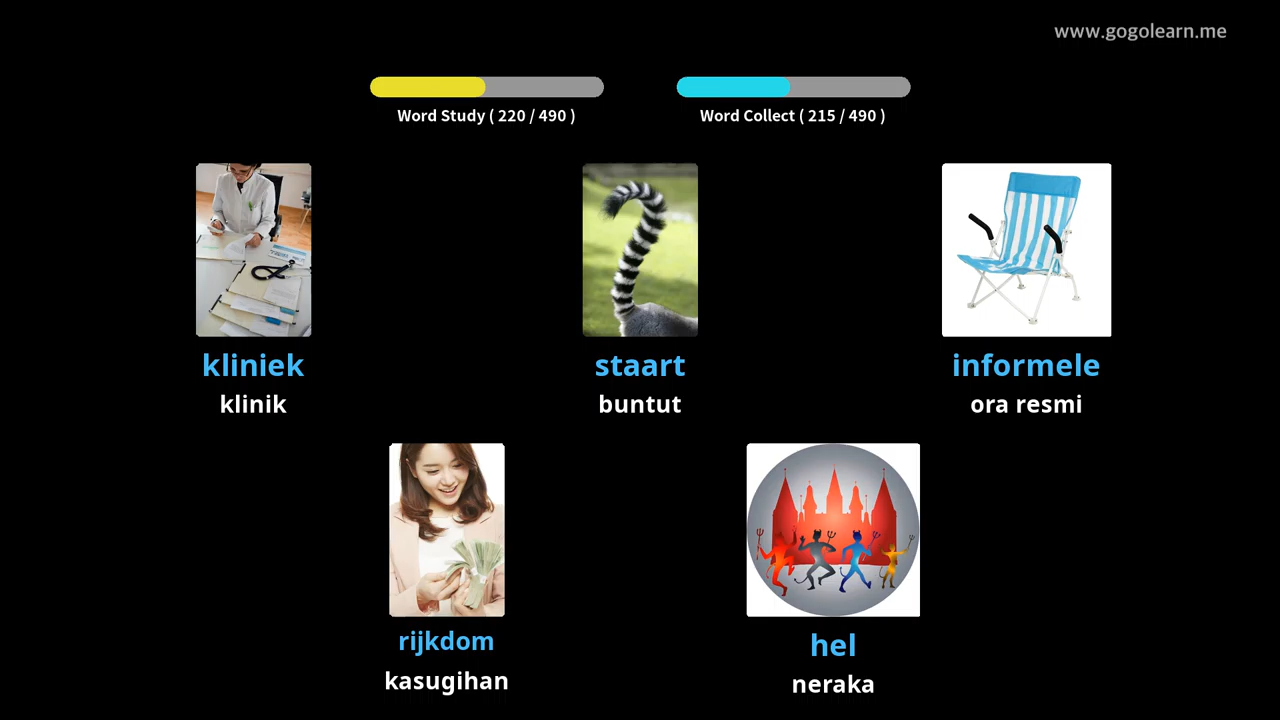 www.gogolearn.me
Word Study ( 220 / 490 )
Word Collect ( 215 / 490 )
kliniek
klinik
staart
buntut
informele
ora resmi
rijkdom
kasugihan
hel
neraka